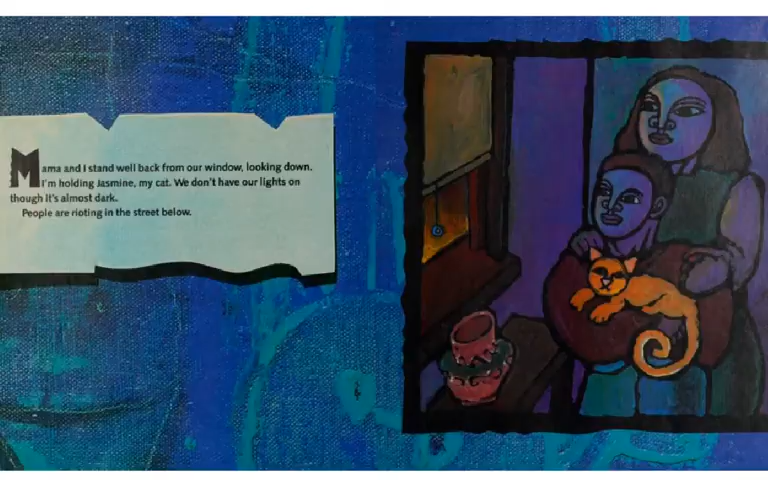 Mama and I stand well back from our window, looking down.
I'm holding Jasmine, my cat. We don't have our lights on
though it's almost dark.
People are rioting in the street below.